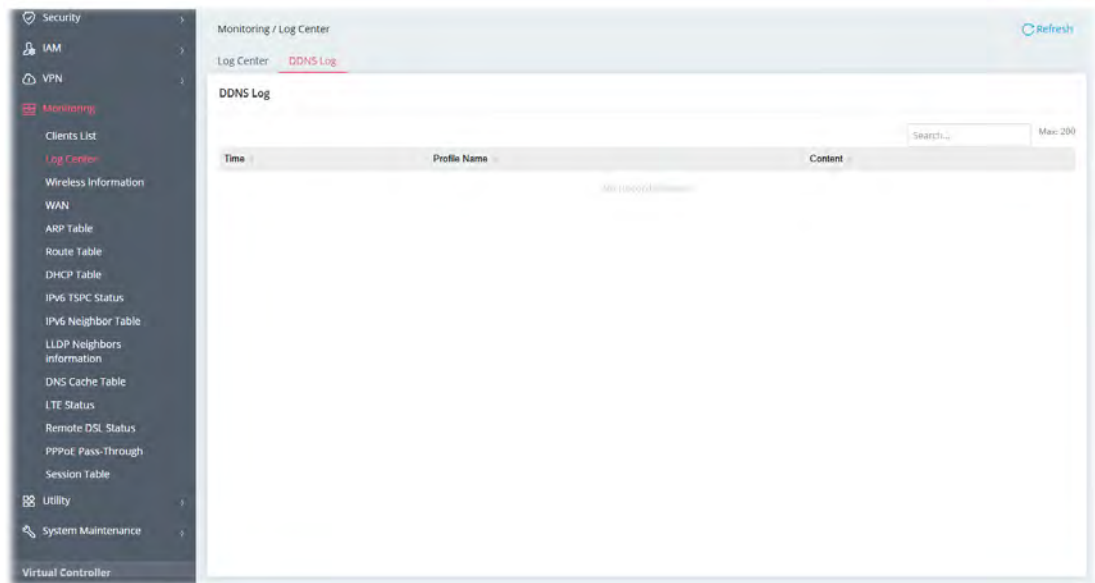 Security
IAM
VPN
Monitoring
Clients List
Log Center
Wireless Information
WAN
ARP Table
Route Table
DHCP Table
IPv6 TSPC Status
IPv6 Neighbor Table
LLDP Neighbors
information
DNS Cache Table
LTE Status
Remote DSL Status
PPPoE Pass-Through
Session Table
Utility
System Maintenance
Virtual Controller
Monitoring / Log Center
Refresh
Log Center DDNS Log
DDNS Log
Search... Max: 200
Time Profile Name Content